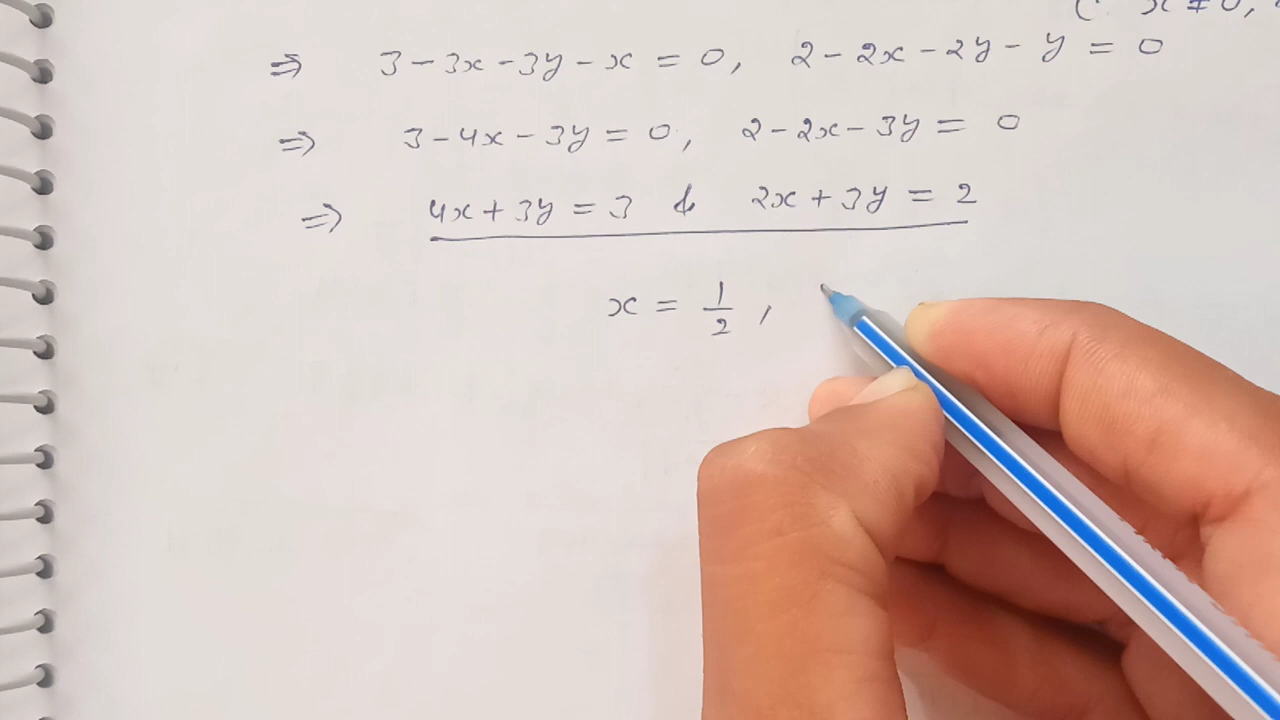 (∵ x ≠ 0,
⇒ 3 - 3x - 3y - x = 0, 2 - 2x - 2y - y = 0
⇒ 3 - 4x - 3y = 0, 2 - 2x - 3y = 0
⇒ 4x + 3y = 3 & 2x + 3y = 2
x = 1/2 ,